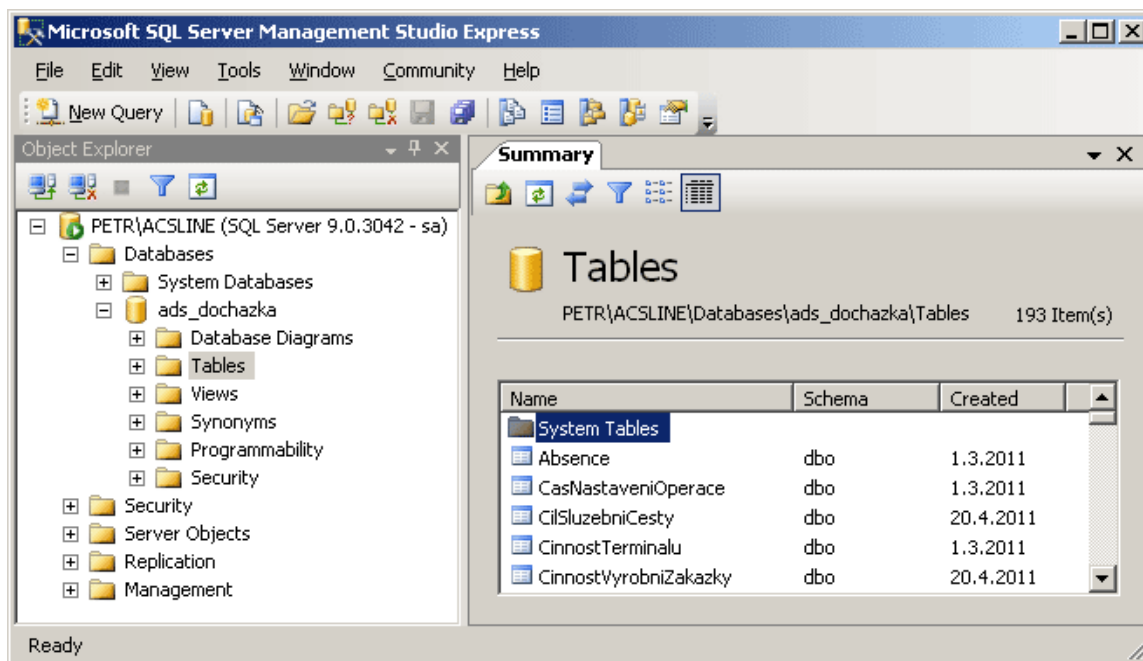 Microsoft SQL Server Management Studio Express
File Edit View Tools Window Community Help
New Query
Object Explorer
PETR\ACSLINE (SQL Server 9.0.3042 - sa)
Databases
System Databases
ads_dochazka
Database Diagrams
Tables
Views
Synonyms
Programmability
Security
Security
Server Objects
Replication
Management
Summary
Tables
PETR\ACSLINE\Databases\ads_dochazka\Tables 193 Item(s)
Name Schema Created
System Tables
Absence dbo 1.3.2011
CasNastaveniOperace dbo 1.3.2011
CilSluzebniCesty dbo 20.4.2011
CinnostTerminalu dbo 1.3.2011
CinnostVyrobniZakazky dbo 20.4.2011
Ready